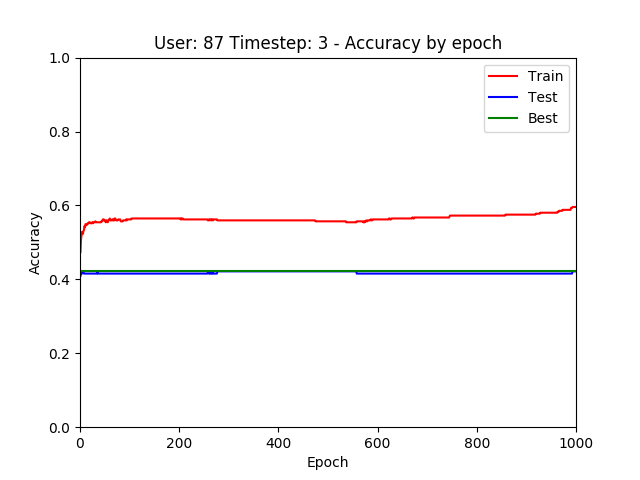 User: 87 Timestep: 3 - Accuracy by epoch
1.0
0.8
0.6
0.4
0.2
0.0
Accuracy
Train
Test
Best
0 200 400 600 800 1000
Epoch